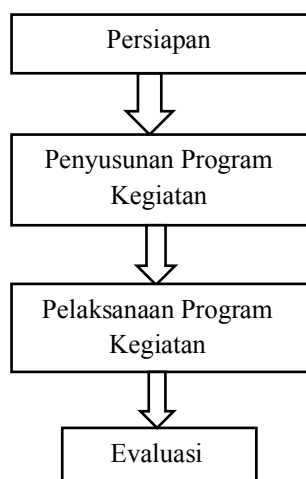 Persiapan
Penyusunan Program
Kegiatan
Pelaksanaan Program
Kegiatan
Evaluasi